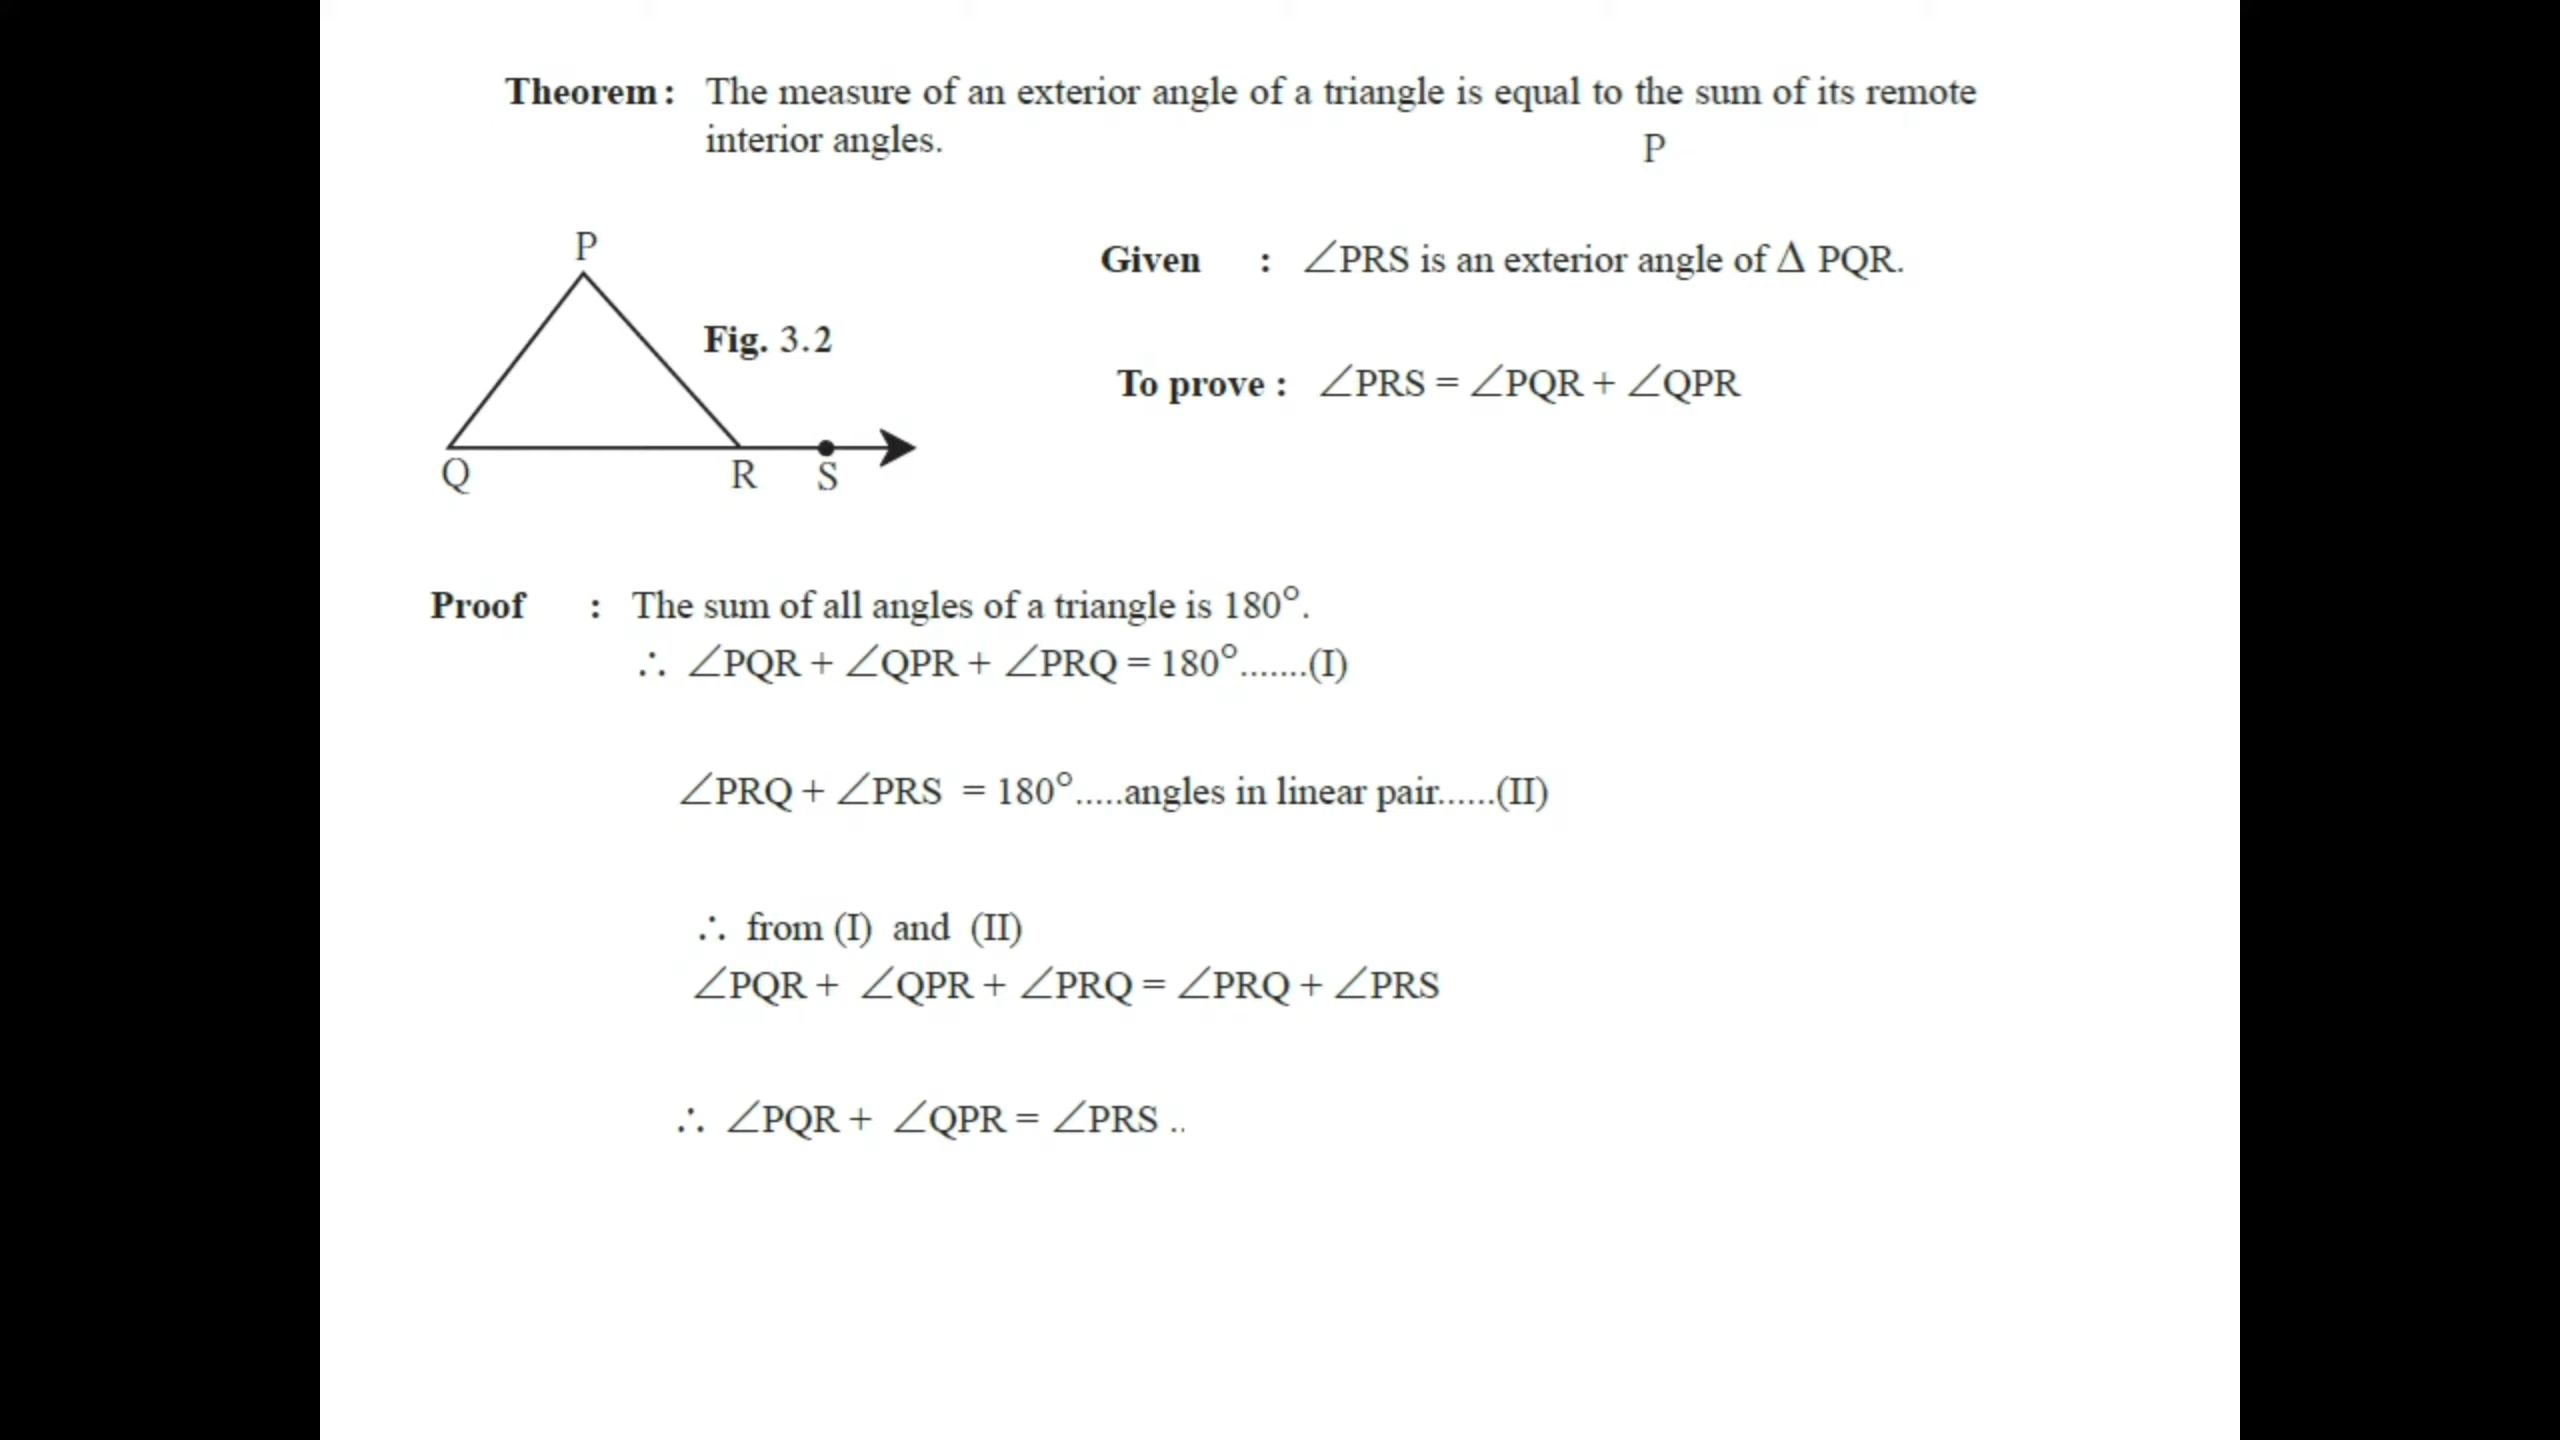 Theorem : The measure of an exterior angle of a triangle is equal to the sum of its remote
interior angles.
P
P
Given : ∠PRS is an exterior angle of Δ PQR.
Fig. 3.2
To prove : ∠PRS = ∠PQR + ∠QPR
Q R S
Proof : The sum of all angles of a triangle is 180°.
∴ ∠PQR + ∠QPR + ∠PRQ = 180°.......(I)
∠PRQ + ∠PRS = 180°.....angles in linear pair......(II)
∴ from (I) and (II)
∠PQR + ∠QPR + ∠PRQ = ∠PRQ + ∠PRS
∴ ∠PQR + ∠QPR = ∠PRS ..